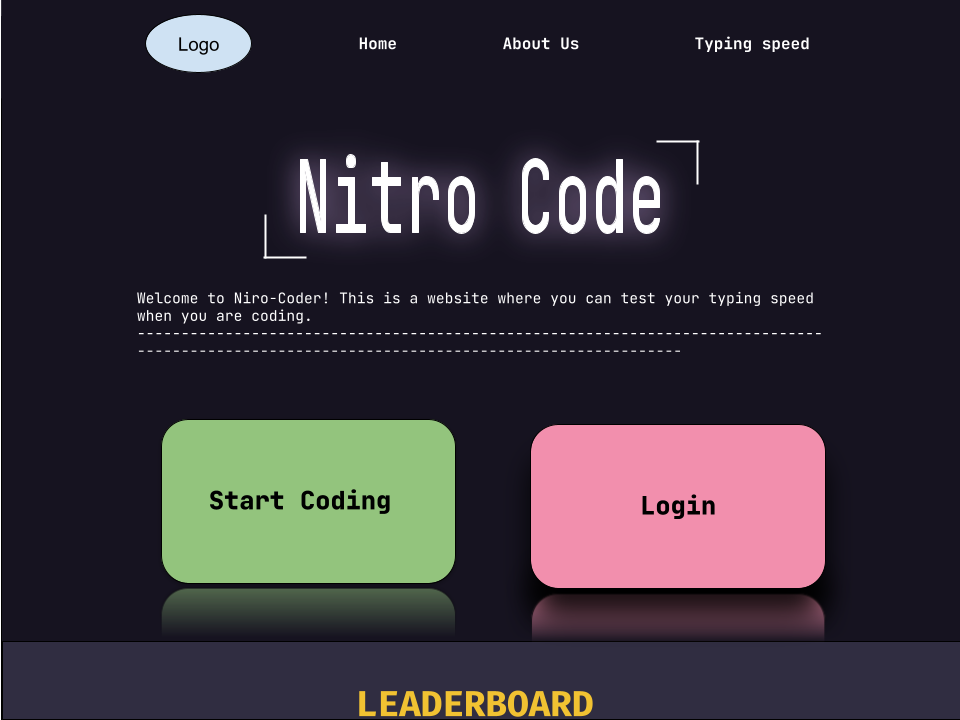 Logo
Home
About Us
Typing speed
Nitro Code
Welcome to Niro-Coder! This is a website where you can test your typing speed
when you are coding.
------------------------------------------------------------------------------
--------------------------------------------------------------
Start Coding
Login
LEADERBOARD